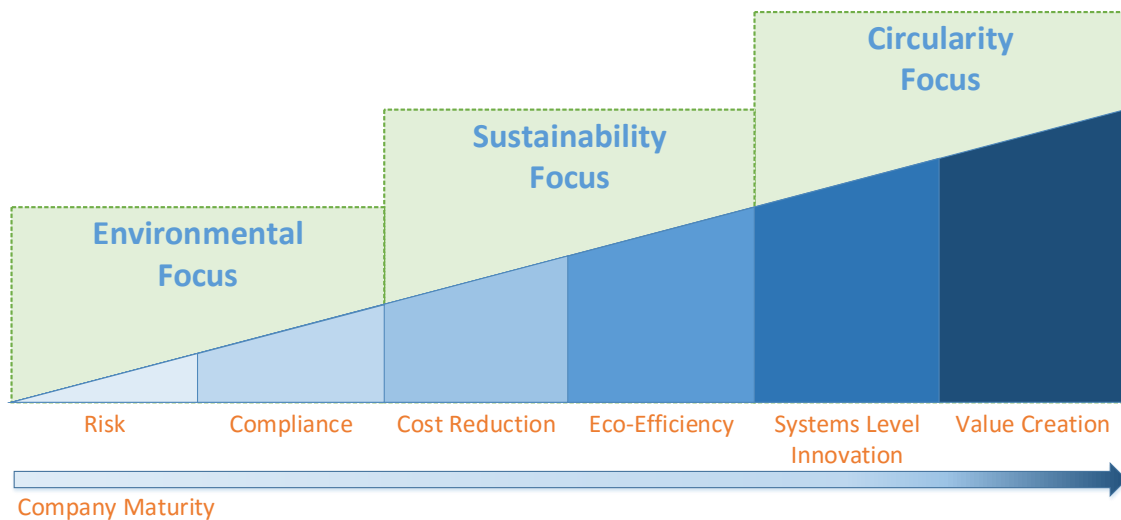 Circularity
Focus
Sustainability
Focus
Environmental
Focus
Risk
Compliance
Cost Reduction
Eco-Efficiency
Systems Level
Innovation
Value Creation
Company Maturity